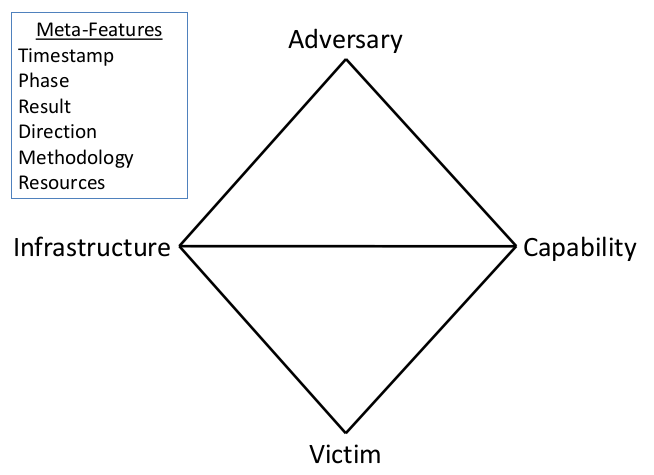 Meta-Features
Timestamp
Phase
Result
Direction
Methodology
Resources
Adversary
Infrastructure
Capability
Victim